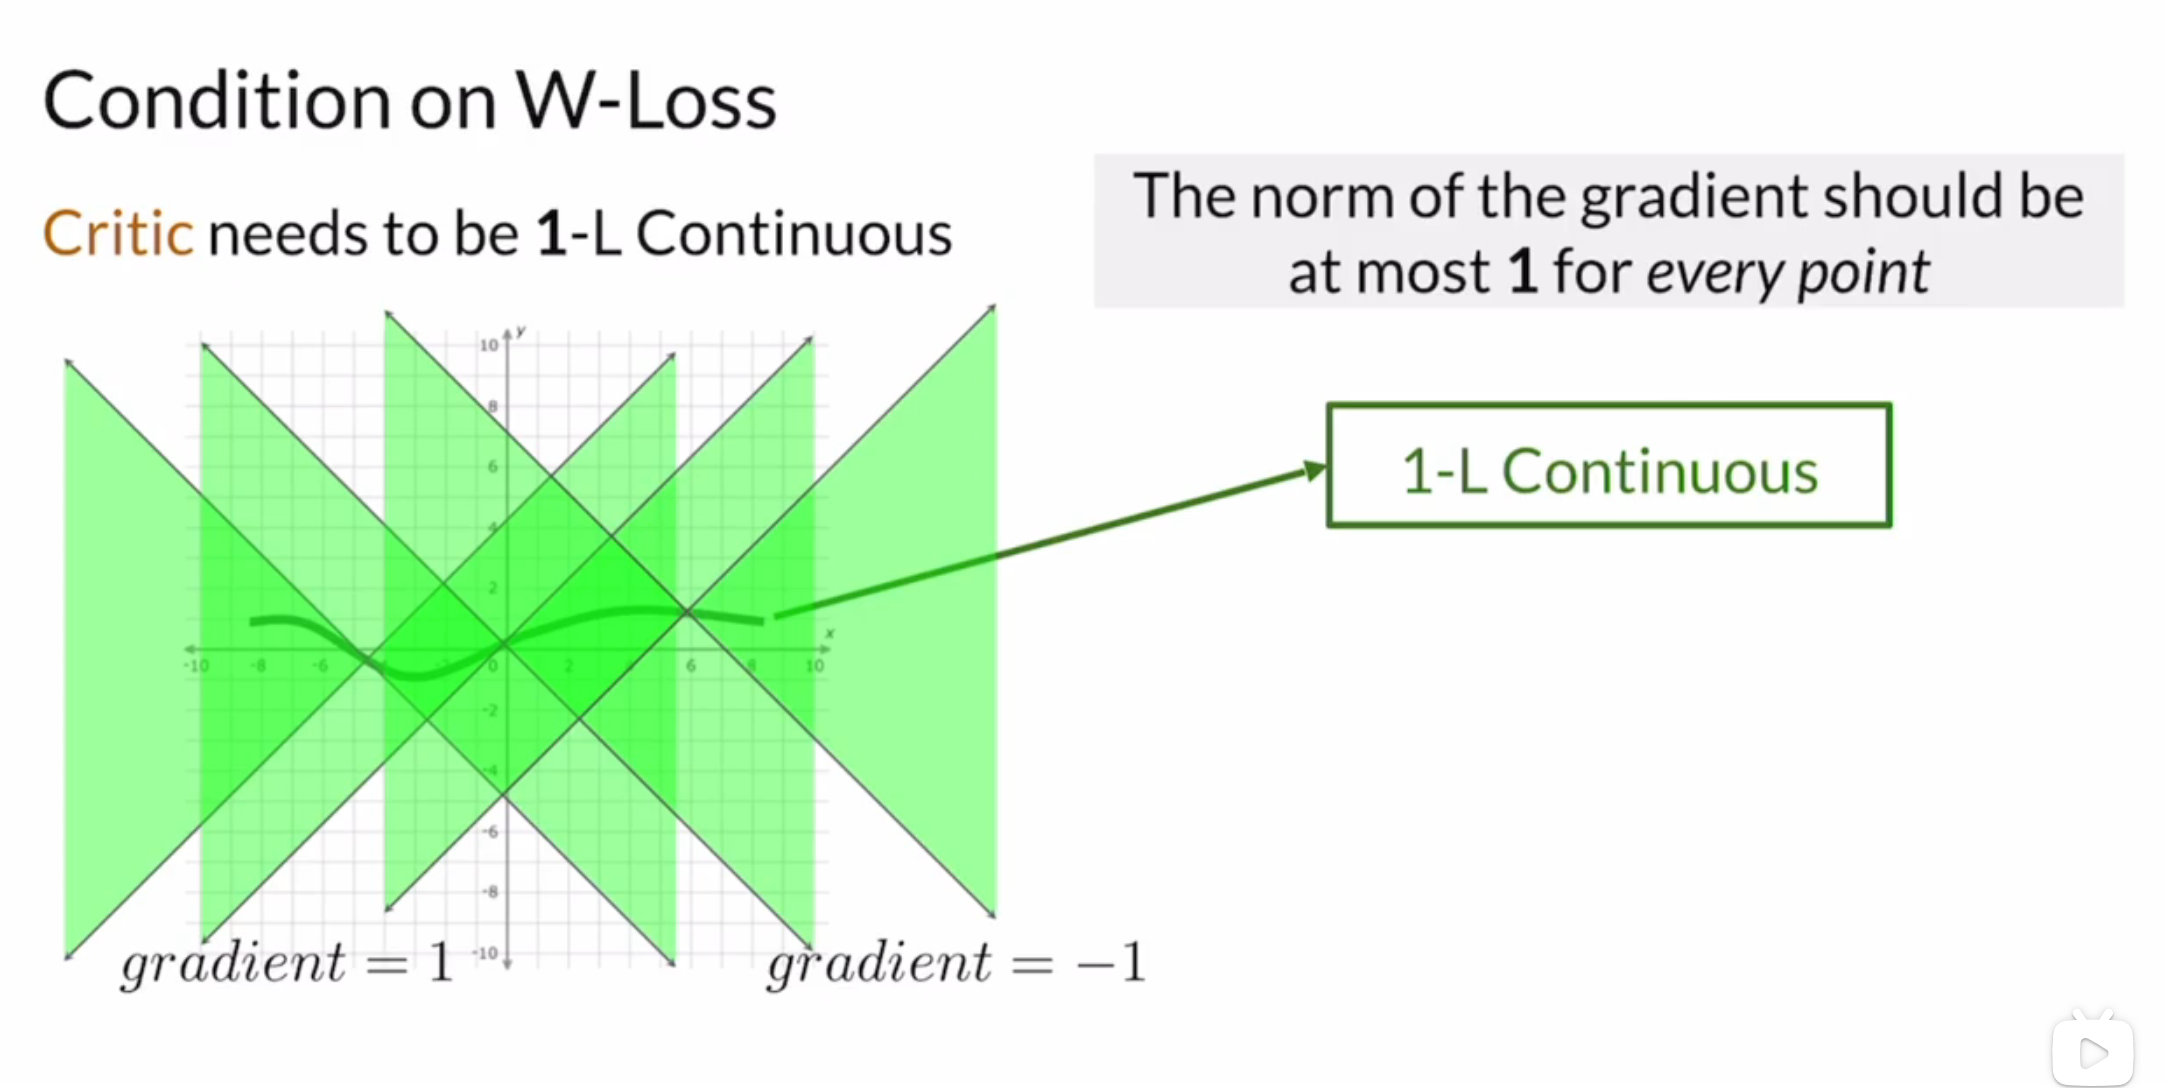 Condition on W-Loss
Critic needs to be 1-L Continuous
The norm of the gradient should be
at most 1 for every point
1-L Continuous
y
10
8
6
4
2
x
-10 -8 -6 0 2 6 8 10
-2
-4
-6
-8
-10
gradient = 1
gradient = −1